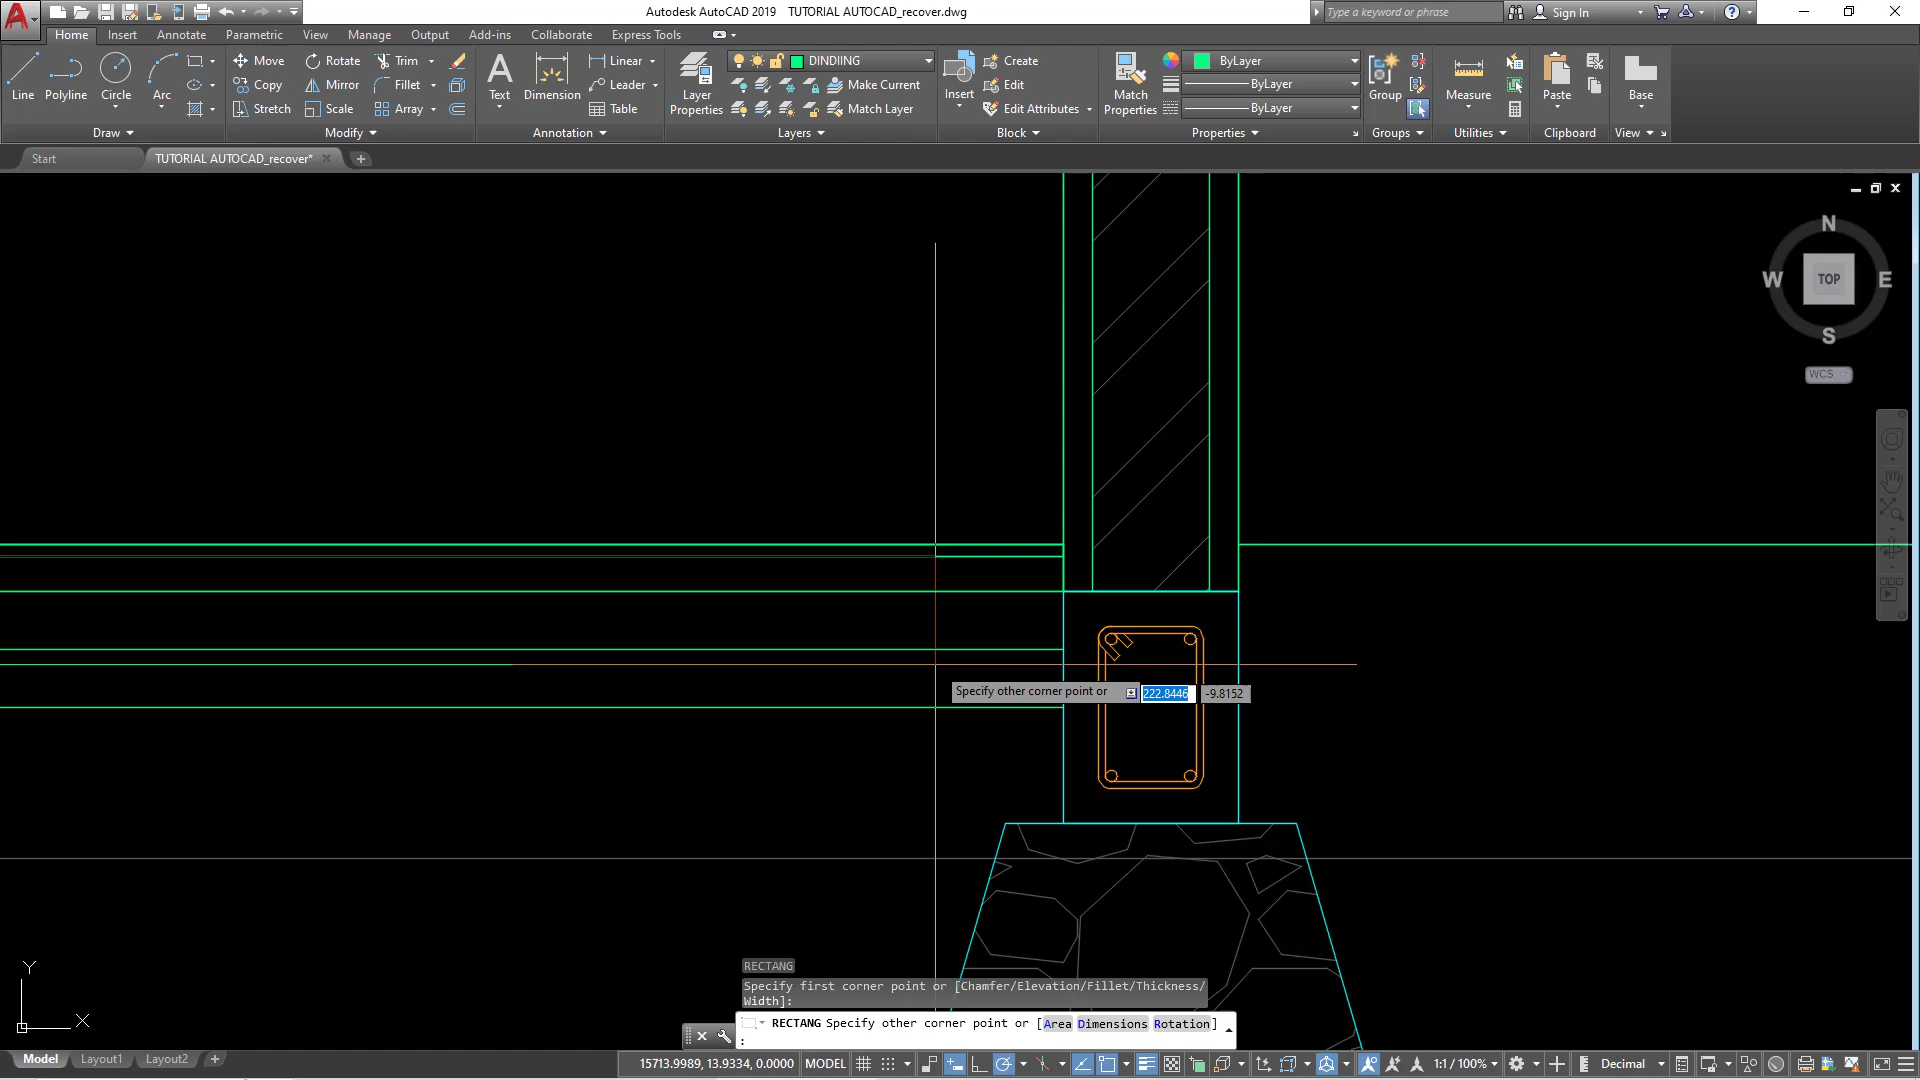 Autodesk AutoCAD 2019 TUTORIAL AUTOCAD_recover.dwg
Type a keyword or phrase
Sign In
Home Insert Annotate Parametric View Manage Output Add-ins Collaborate Express Tools
Line Polyline Circle Arc
Move Rotate Trim
Copy Mirror Fillet
Stretch Scale Array
Text Dimension
Linear
Leader
Table
Layer Properties
DINDIING
Make Current
Match Layer
Insert
Create
Edit
Edit Attributes
Match Properties
ByLayer
ByLayer
ByLayer
Group
Measure
Paste
Base
Draw Modify Annotation Layers Block Properties Groups Utilities Clipboard View
Start TUTORIAL AUTOCAD_recover*
N
W TOP E
S
WCS
Specify other corner point or 222.8446 -9.8152
Y
X
RECTANG
Specify first corner point or [Chamfer/Elevation/Fillet/Thickness/
Width]:
RECTANG Specify other corner point or [Area Dimensions Rotation]
:
Model Layout1 Layout2
15713.9989, 13.9334, 0.0000 MODEL 1:1 / 100% Decimal